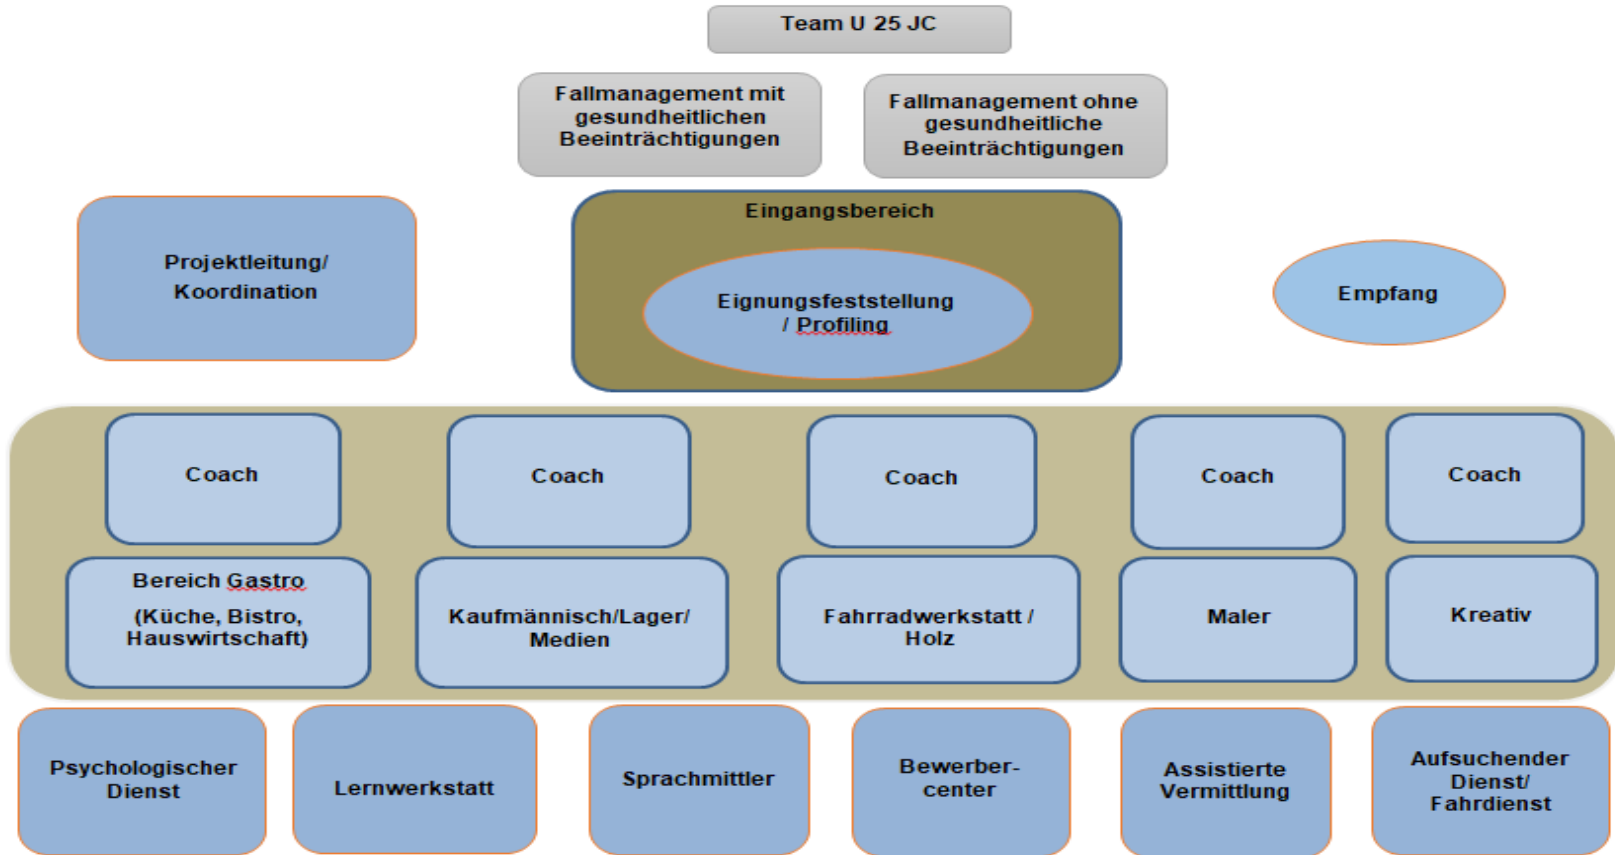 Team U 25 JC
Fallmanagement mit
gesundheitlichen
Beeinträchtigungen
Fallmanagement ohne
gesundheitliche
Beeinträchtigungen
Eingangsbereich
Projektleitung/
Koordination
Eignungsfeststellung
/ Profiling
Empfang
Coach
Coach
Coach
Coach
Coach
Bereich Gastro
(Küche, Bistro,
Hauswirtschaft)
Kaufmännisch/Lager/
Medien
Fahrradwerkstatt /
Holz
Maler
Kreativ
Psychologischer
Dienst
Lernwerkstatt
Sprachmittler
Bewerber-
center
Assistierte
Vermittlung
Aufsuchender
Dienst/
Fahrdienst